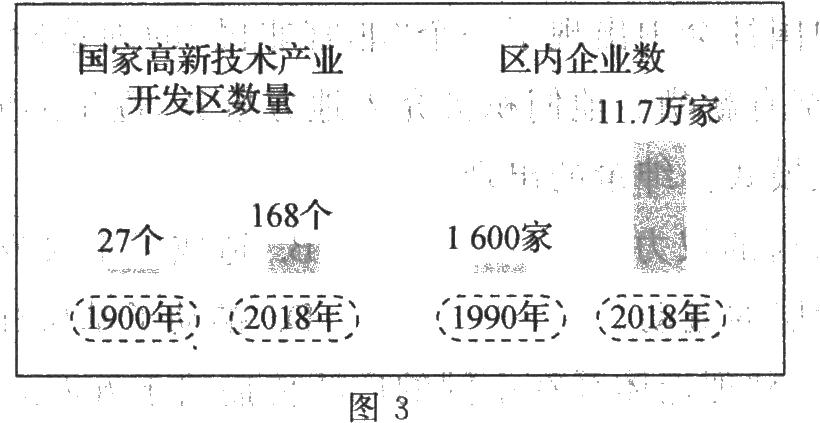 国家高新技术产业
开发区数量
27个
168个
1900年
2018年
区内企业数
1 600家
11.7万家
1990年
2018年
图 3